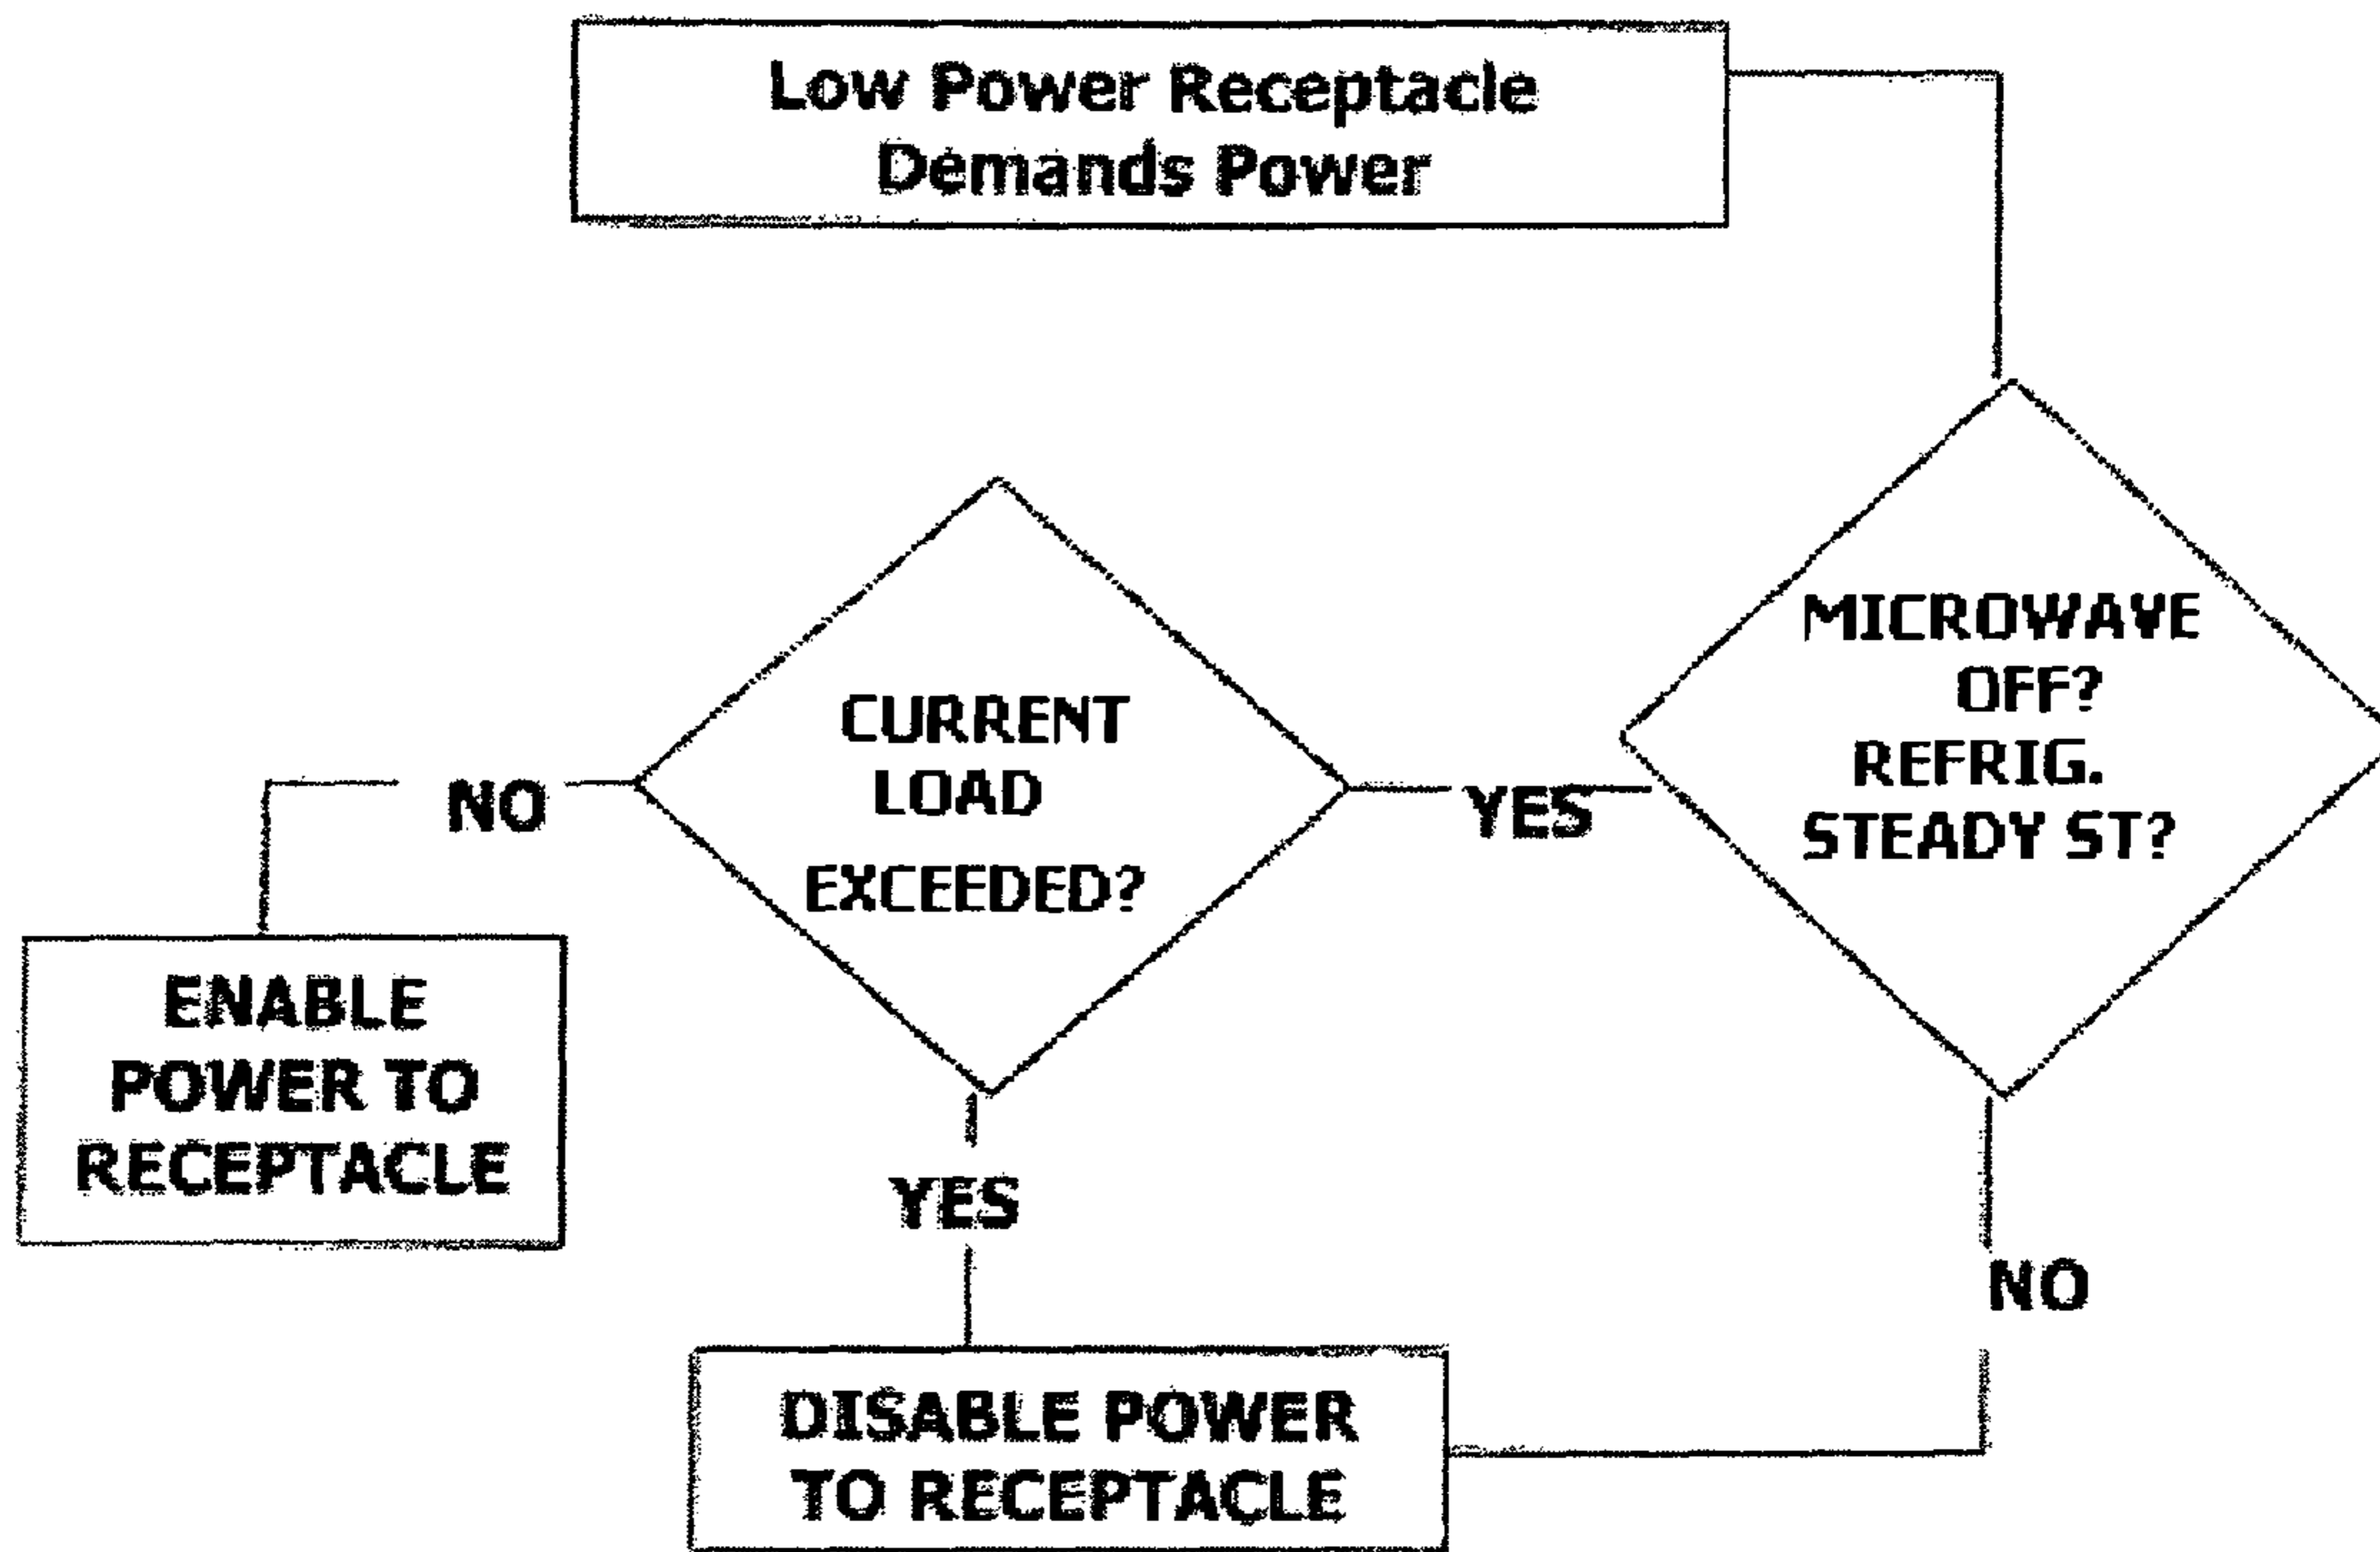 Low Power Receptacle
Demands Power
MICROWAVE
OFF?
REFRIG.
STEADY ST?
YES
CURRENT
LOAD
EXCEEDED?
NO
ENABLE
POWER TO
RECEPTACLE
YES
NO
DISABLE POWER
TO RECEPTACLE